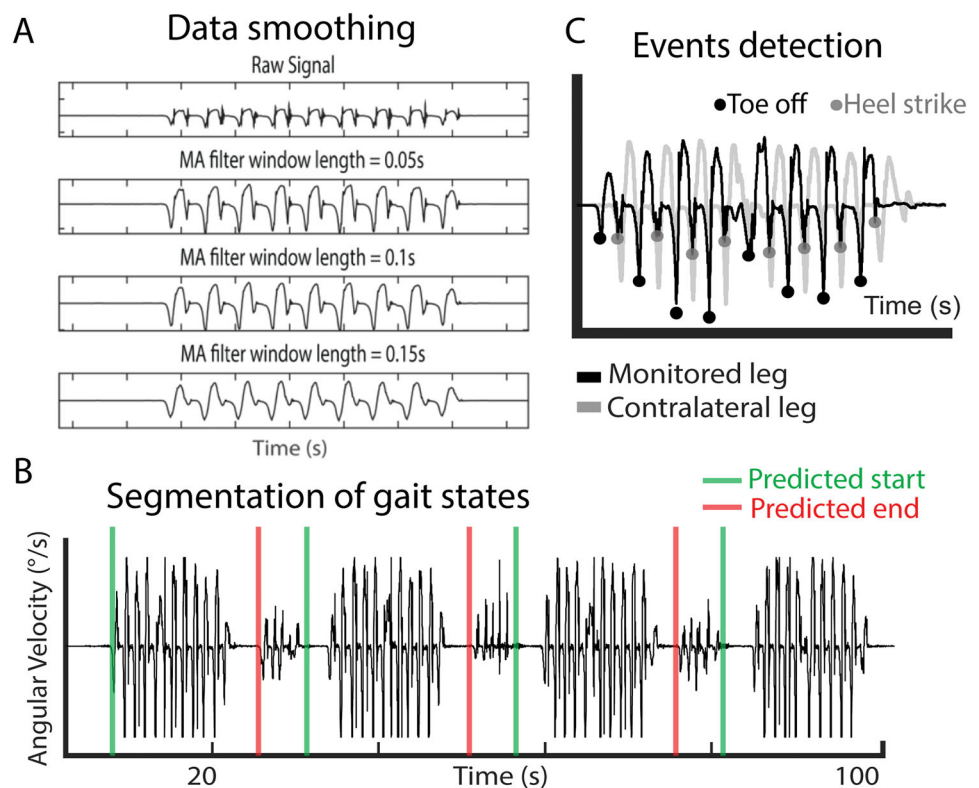 A
Data smoothing
Raw Signal
MA filter window length = 0.05s
MA filter window length = 0.1s
MA filter window length = 0.15s
Time (s)
C
Events detection
Toe off
Heel strike
Time (s)
Monitored leg
Contralateral leg
B
Segmentation of gait states
Predicted start
Predicted end
Angular Velocity (°/s)
20
Time (s)
100